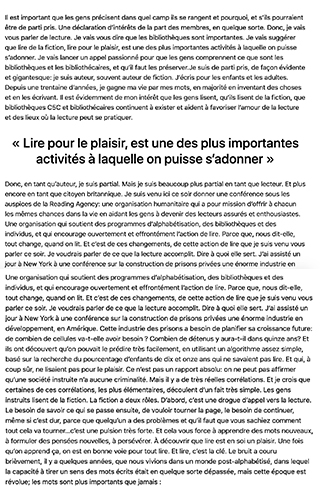 Il est important que les gens précisent dans quel camp ils se rangent et pourquoi, et s'ils pourraient
être de parti pris. Une déclaration d'intérêts de la part des membres, en quelque sorte. Donc, je vais
vous parler de lecture. Je vais vous dire que les bibliothèques sont importantes. Je vais suggérer
que lire de la fiction, lire pour le plaisir, est une des plus importantes activités à laquelle on puisse
s'adonner. Je vais lancer un appel passionné pour que les gens comprennent ce que sont les
bibliothèques et les bibliothécaires, et qu'il faut les préserver.Je suis de parti pris, de façon évidente
et gigantesque: je suis auteur, souvent auteur de fiction. J'écris pour les enfants et les adultes.
Depuis une trentaine d'années, je gagne ma vie par mes mots, en majorité en inventant des choses
et en les écrivant. Il est évidemment de mon intérêt que les gens lisent, qu'ils lisent de la fiction, que
bibliothèques CSC et bibliothécaires continuent à exister et aident à favoriser l'amour de la lecture
et des lieux où la lecture peut se pratiquer.
« Lire pour le plaisir, est une des plus importantes
activités à laquelle on puisse s'adonner »
Donc, en tant qu'auteur, je suis partial. Mais je suis beaucoup plus partial en tant que lecteur. Et plus
encore en tant que citoyen britannique. Je suis venu ici ce soir donner une conférence sous les
auspices de la Reading Agency: une organisation humanitaire qui a pour mission d'offrir à chacun
les mêmes chances dans la vie en aidant les gens à devenir des lecteurs assurés et enthousiastes.
Une organisation qui soutient des programmes d'alphabétisation, des bibliothèques et des
individus, et qui encourage ouvertement et effrontément l'action de lire. Parce que, nous dit-elle,
tout change, quand on lit. Et c'est de ces changements, de cette action de lire que je suis venu vous
parler ce soir. Je voudrais parler de ce que la lecture accomplit. Dire à quoi elle sert. J'ai assisté un
jour à New York à une conférence sur la construction de prisons privées une énorme industrie en
Une organisation qui soutient des programmes d'alphabétisation, des bibliothèques et des
individus, et qui encourage ouvertement et effrontément l'action de lire. Parce que, nous dit-elle,
tout change, quand on lit. Et c'est de ces changements, de cette action de lire que je suis venu vous
parler ce soir. Je voudrais parler de ce que la lecture accomplit. Dire à quoi elle sert. J'ai assisté un
jour à New York à une conférence sur la construction de prisons privées une énorme industrie en
développement, en Amérique. Cette industrie des prisons a besoin de planifier sa croissance future:
de combien de cellules va-t-elle avoir besoin ? Combien de détenus y aura-t-il dans quinze ans? Et
ils ont découvert qu'on pouvait le prédire très facilement, en utilisant un algorithme assez simple,
basé sur la recherche du pourcentage d'enfants de dix et onze ans qui ne savaient pas lire. Et qui, à
coup sûr, ne lisaient pas pour le plaisir. Ce n'est pas un rapport absolu: on ne peut pas affirmer
qu'une société instruite n'a aucune criminalité. Mais il y a de très réelles corrélations. Et je crois que
certaines de ces corrélations, les plus élémentaires, découlent d'un fait très simple. Les gens
instruits lisent de la fiction. La fiction a deux rôles. D'abord, c'est une drogue d'appel vers la lecture.
Le besoin de savoir ce qui se passe ensuite, de vouloir tourner la page, le besoin de continuer,
même si c'est dur, parce que quelqu'un a des problèmes et qu'il faut que vous sachiez comment
tout cela va tourner...c'est une pulsion très forte. Et cela vous force à apprendre des mots nouveaux,
à formuler des pensées nouvelles, à persévérer. À découvrir que lire est en soi un plaisir. Une fois
qu'on apprend ça, on est en bonne voie pour tout lire. Et lire, c'est la clé. Le bruit a couru
brièvement, il y a quelques années, que nous vivions dans un monde post-alphabétisé, dans lequel
la capacité à tirer un sens des mots écrits était en quelque sorte dépassée, mais cette époque est
révolue; les mots sont plus importants que jamais :